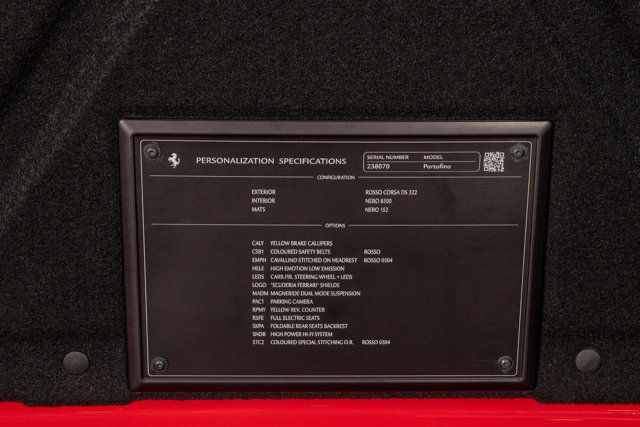 PERSONALIZATION SPECIFICATIONS
SERIAL NUMBER MODEL
238070 Portofino
CONFIGURATION
EXTERIOR ROSSO CORSA DS 322
INTERIOR NERO 8500
MATS NERO 152
OPTIONS
CALY YELLOW BRAKE CALLIPERS
CSB1 COLOURED SAFETY BELTS ROSSO
EMPH CAVALLINO STITCHED ON HEADREST ROSSO 0504
HELE HIGH EMOTION LOW EMISSION
LEDS CARB.FIB. STEERING WHEEL + LEDS
LOGO "SCUDERIA FERRARI" SHIELDS
MADM MAGNERIDE DUAL MODE SUSPENSION
PAC1 PARKING CAMERA
RPMY YELLOW REV. COUNTER
RSFE FULL ELECTRIC SEATS
SKPA FOLDABLE REAR SEATS BACKREST
SNDB HIGH POWER HI-FI SYSTEM
STC2 COLOURED SPECIAL STITCHING O.R. ROSSO 0504